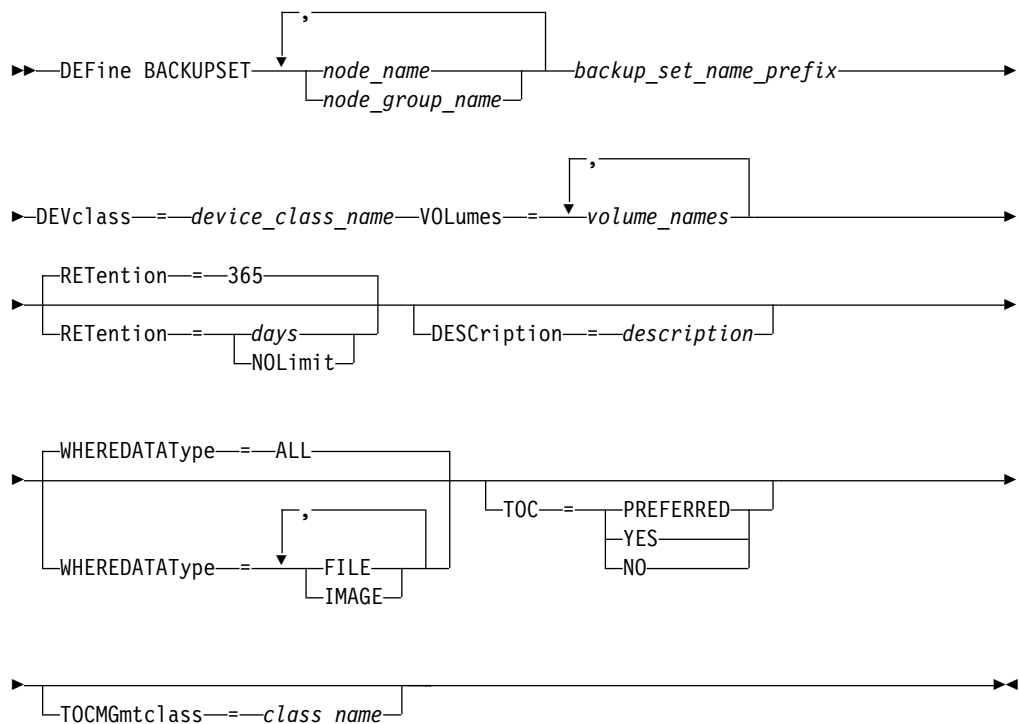 ,
►►—DEFine BACKUPSET—node_name—backup_set_name_prefix—►
node_group_name
,
►—DEVclass—=—device_class_name—VOLumes—=—volume_names—►
RETention—=—365
►
RETention—=—days DESCription—=—description
NOLimit
WHEREDATAType—=—ALL
►
, TOC—=—PREFERRED
YES
WHEREDATAType—=—FILE NO
IMAGE
►—►◄
TOCMGmtclass—=—class_name